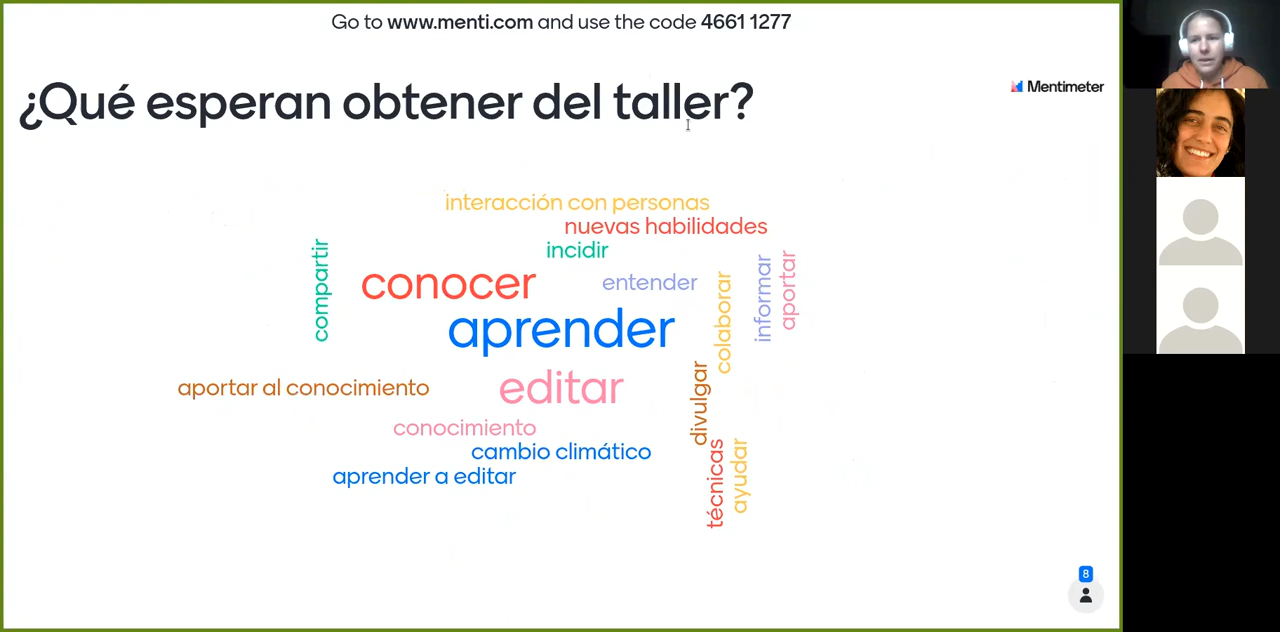 Go to www.menti.com and use the code 4661 1277
¿Qué esperan obtener del taller?
Mentimeter
interacción con personas
nuevas habilidades
incidir
compartir
conocer
entender
colaborar
informar
aportar
aprender
aportar al conocimiento
editar
divulgar
conocimiento
cambio climático
técnicas
ayudar
aprender a editar
8